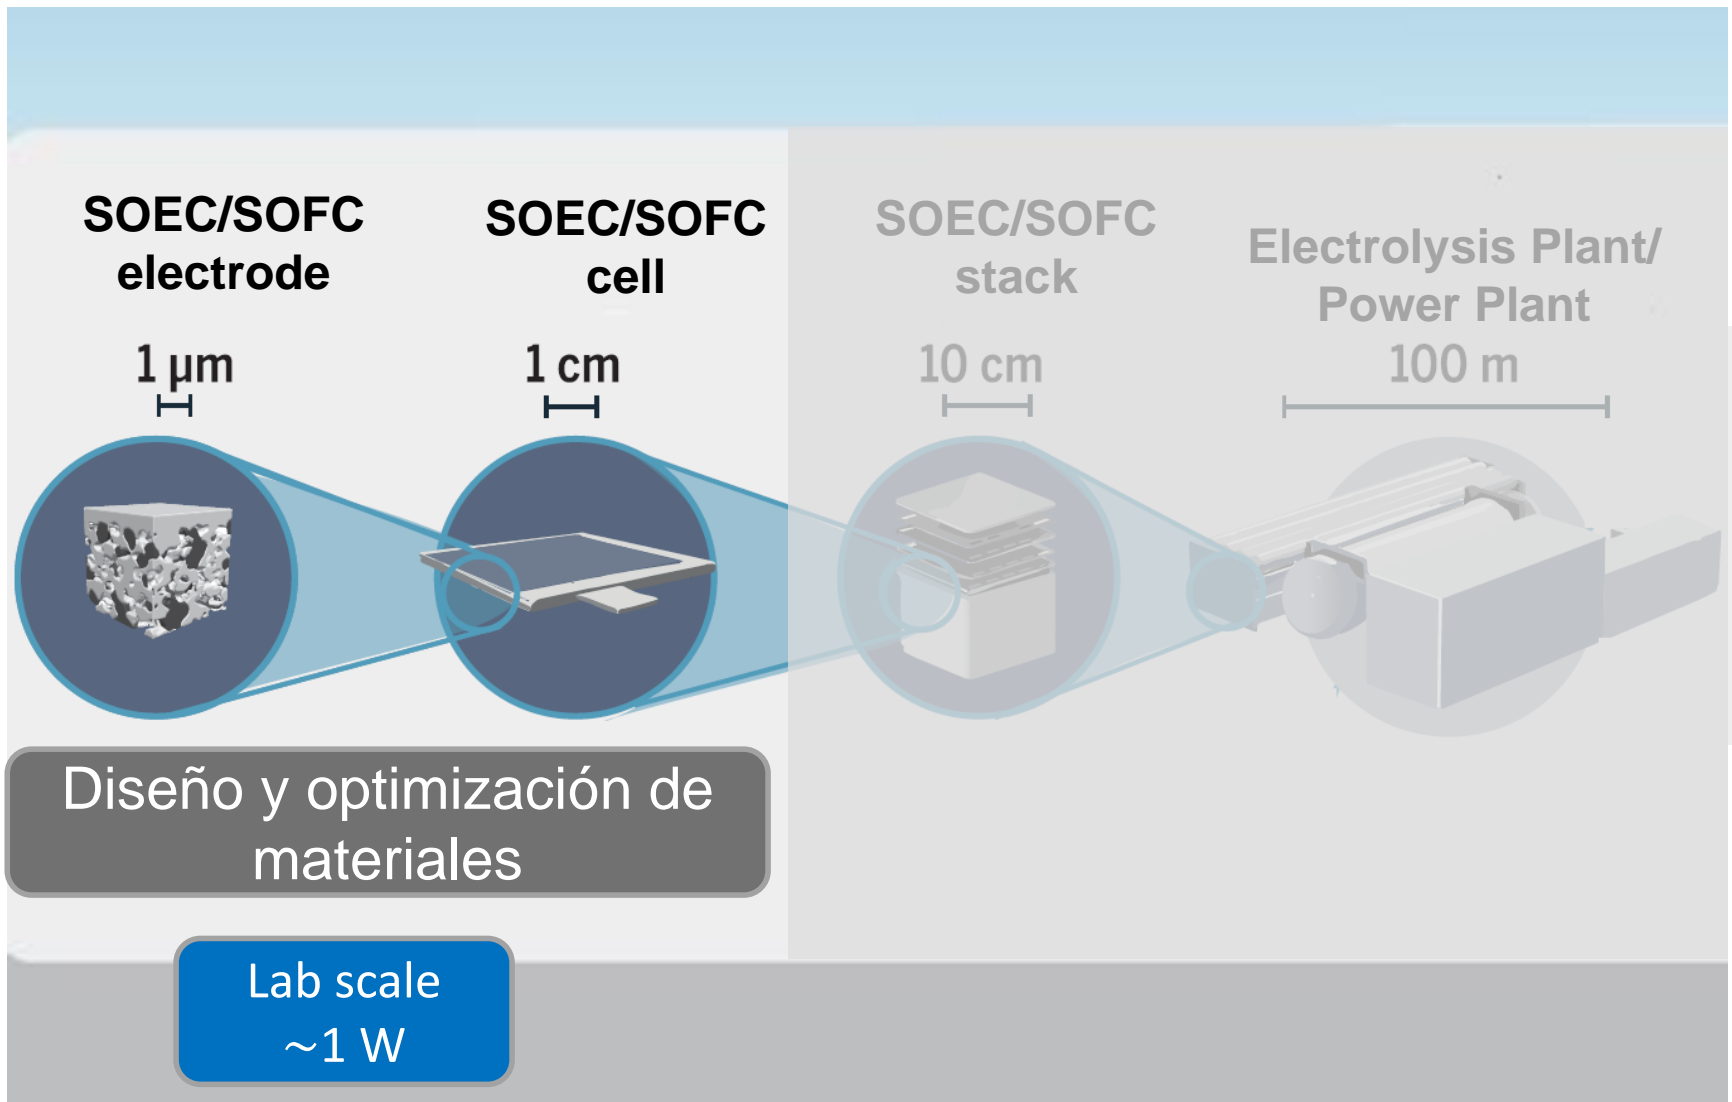 SOEC/SOFC
electrode
1 µm
SOEC/SOFC
cell
1 cm
SOEC/SOFC
stack
10 cm
Electrolysis Plant/
Power Plant
100 m
Diseño y optimización de
materiales
Lab scale
~1 W